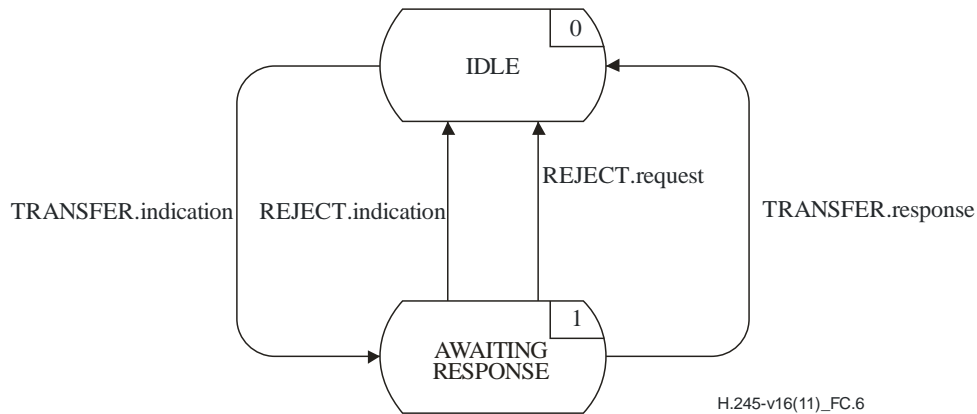 0
IDLE
REJECT.request
TRANSFER.indication
REJECT.indication
TRANSFER.response
1
AWAITING
RESPONSE
H.245-v16(11)_FC.6